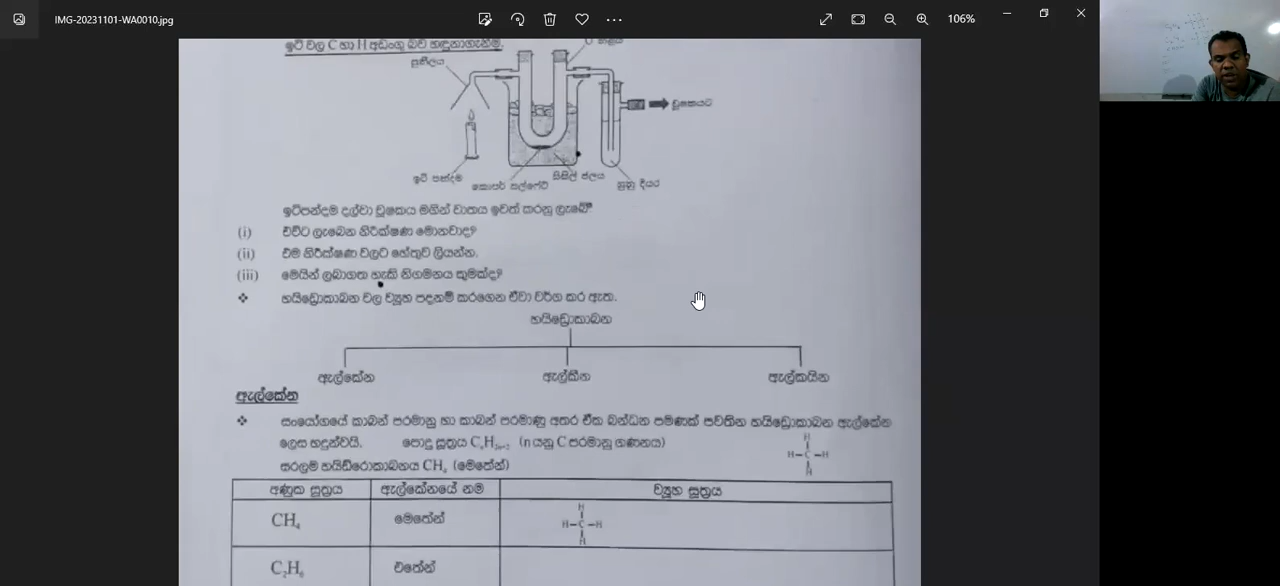 IMG-20231101-WA0010.jpg
106%
ඉටි වල C හා H අඩංගු බව හඳුනාගැනීම.
පුනීලය
චූෂකයට
ඉටි පන්දම
කොපර් සල්ෆේට්
සිසිල් ජලය
හුනු දියර
ඉටිපන්දම දල්වා චූෂකය මගින් වාතය ඉවත් කරනු ලැබේ
(i) එවිට ලැබෙන නිරීක්ෂණ මොනවාද?
(ii) එම නිරීක්ෂණ වලට හේතුව ලියන්න.
(iii) මෙයින් ලබාගත හැකි නිගමනය කුමක්ද?
❖ හයිඩ්‍රොකාබන වල ව්‍යුහ පදනම් කරගෙන ඒවා වර්ග කර ඇත.
හයිඩ්‍රොකාබන
ඇල්කේන ඇල්කීන ඇල්කයින
ඇල්කේන
❖ සංයෝගයේ කාබන් පරමාණු හා කාබන් පරමාණු අතර ඒක බන්ධන පමණක් පවතින හයිඩ්‍රොකාබන ඇල්කේන
ලෙස හඳුන්වයි. පොදු සූත්‍රය CₙH₂ₙ₊₂ (n යනු C පරමාණු ගණනය)
සරලම හයිඩ්රොකාබනය CH₄ (මෙතේන්)
H
H–C–H
H
අණුක සූත්‍රය ඇල්කේනයේ නම ව්‍යුහ සූත්‍රය
CH₄ මෙතේන්
H
H–C–H
H
C₂H₆ එතේන්